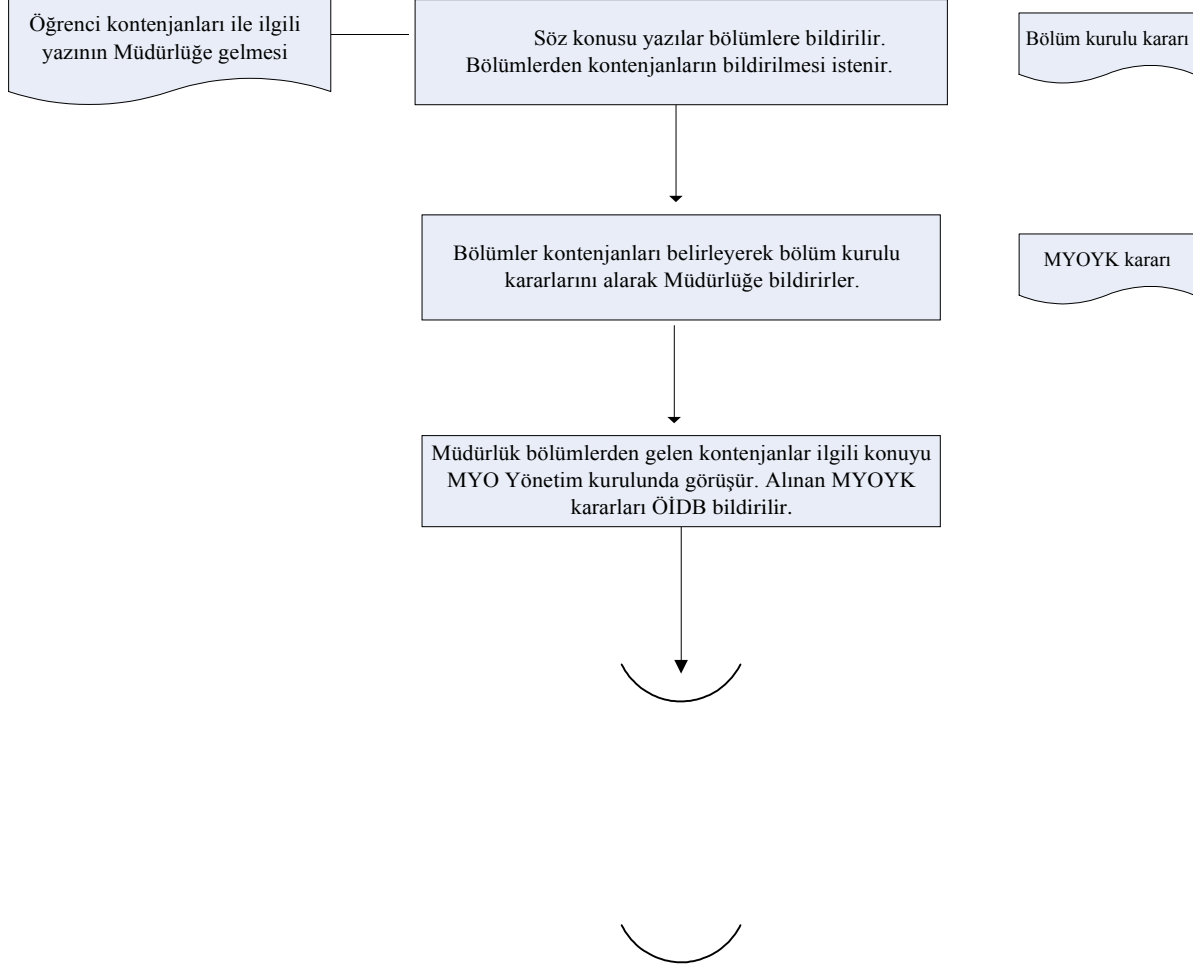 Öğrenci kontenjanları ile ilgili
yazının Müdürlüğe gelmesi
Söz konusu yazılar bölümlere bildirilir.
Bölümlerden kontenjanların bildirilmesi istenir.
Bölüm kurulu kararı
Bölümler kontenjanları belirleyerek bölüm kurulu
kararlarını alarak Müdürlüğe bildirirler.
MYOYK kararı
Müdürlük bölümlerden gelen kontenjanlar ilgili konuyu
MYO Yönetim kurulunda görüşür. Alınan MYOYK
kararları ÖİDB bildirilir.